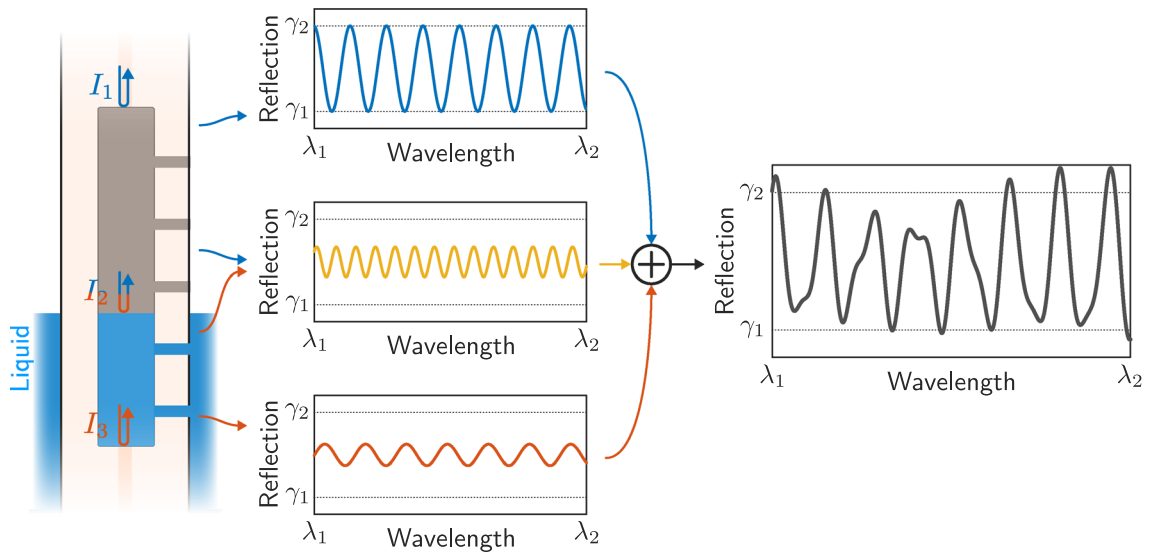 I₁
I₂
I₃
Liquid
Reflection
γ₂
γ₁
λ₁
Wavelength
λ₂
Reflection
γ₂
γ₁
λ₁
Wavelength
λ₂
Reflection
γ₂
γ₁
λ₁
Wavelength
λ₂
+
Reflection
γ₂
γ₁
λ₁
Wavelength
λ₂